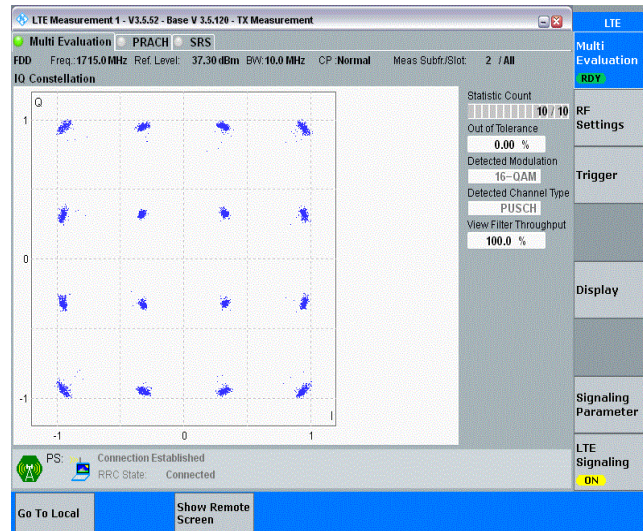 LTE Measurement 1 - V3.5.52 - Base V 3.5.120 - TX Measurement
LTE
Multi Evaluation PRACH SRS
Multi
Evaluation
RDY
FDD Freq.:1715.0 MHz Ref. Level: 37.30 dBm BW:10.0 MHz CP :Normal Meas Subfr./Slot: 2 / All
IQ Constellation
Statistic Count
10 / 10
Out of Tolerance
0.00 %
Detected Modulation
16-QAM
Detected Channel Type
PUSCH
View Filter Throughput
100.0 %
Q
1
0
-1
I
-1 0 1
RF
Settings
Trigger
Display
Signaling
Parameter
LTE
Signaling
ON
PS: Connection Established
RRC State: Connected
Go To Local
Show Remote
Screen